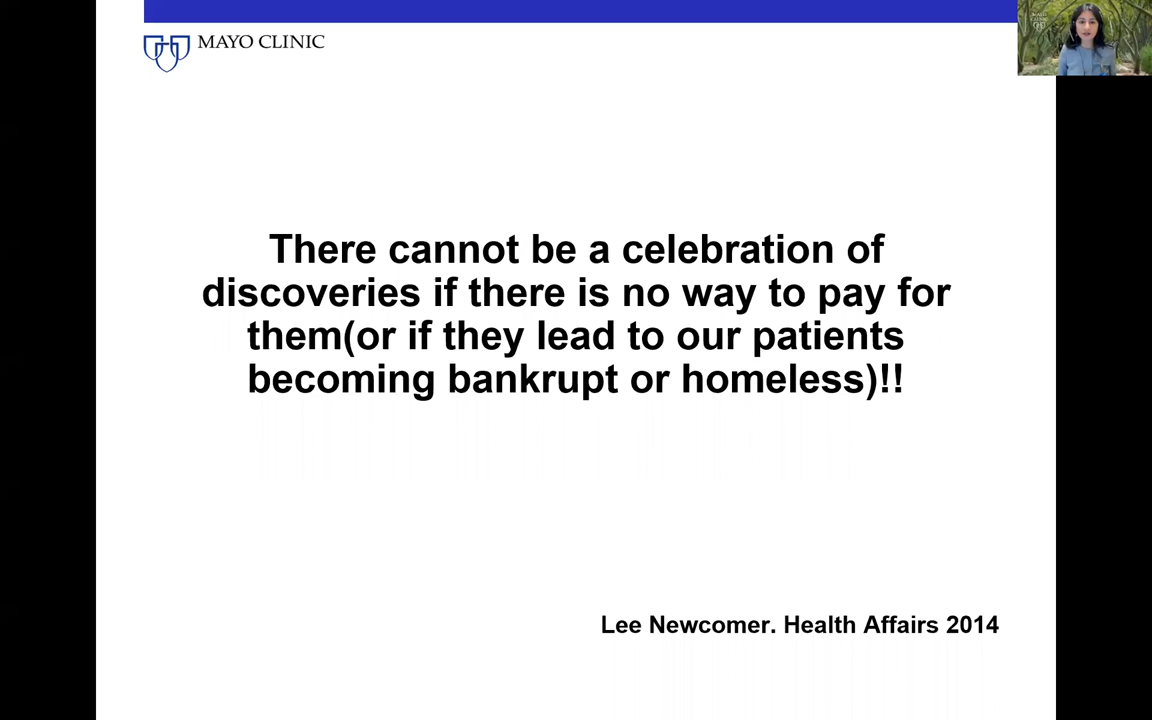 MAYO CLINIC
There cannot be a celebration of
discoveries if there is no way to pay for
them(or if they lead to our patients
becoming bankrupt or homeless)!!
Lee Newcomer. Health Affairs 2014